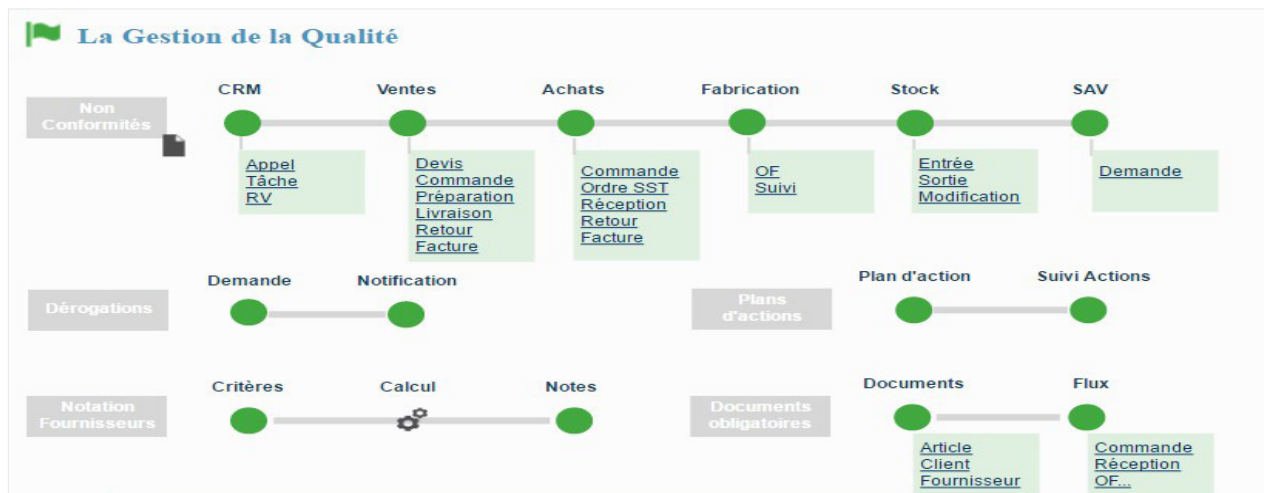 La Gestion de la Qualité
Non
Conformités
CRM
Ventes
Achats
Fabrication
Stock
SAV
Appel
Tâche
RV
Devis
Commande
Préparation
Livraison
Retour
Facture
Commande
Ordre SST
Réception
Retour
Facture
OF
Suivi
Entrée
Sortie
Modification
Demande
Dérogations
Demande
Notification
Plans
d'actions
Plan d'action
Suivi Actions
Notation
Fournisseurs
Critères
Calcul
Notes
Documents
obligatoires
Documents
Flux
Article
Client
Fournisseur
Commande
Réception
OF...